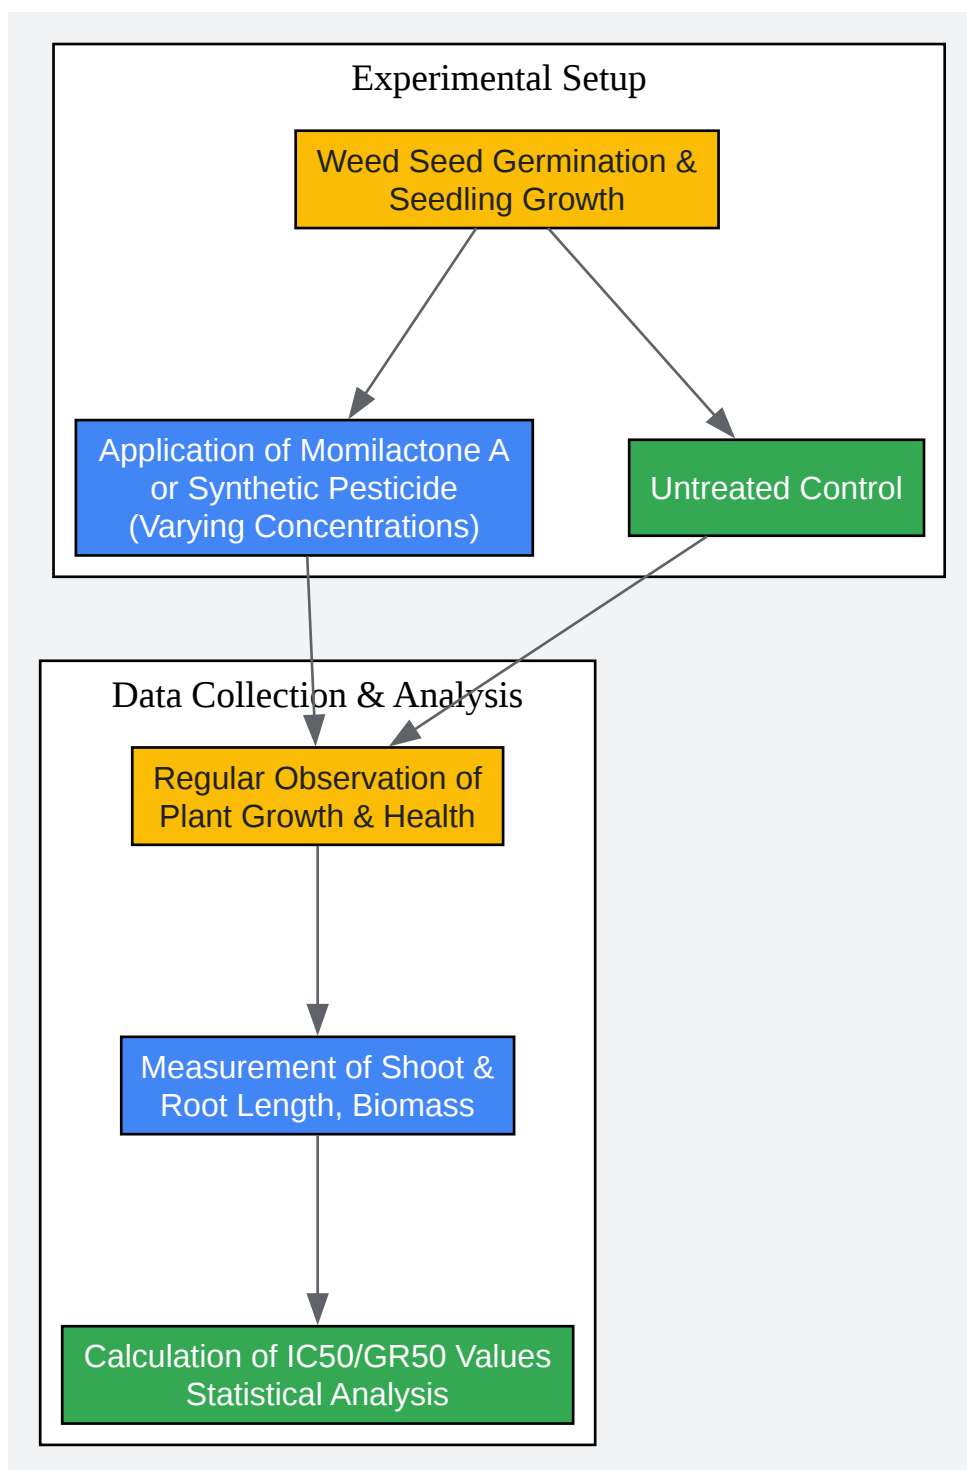 Experimental Setup
Weed Seed Germination &
Seedling Growth
Application of Momilactone A
or Synthetic Pesticide
(Varying Concentrations)
Untreated Control
Data Collection & Analysis
Regular Observation of
Plant Growth & Health
Measurement of Shoot &
Root Length, Biomass
Calculation of IC50/GR50 Values
Statistical Analysis